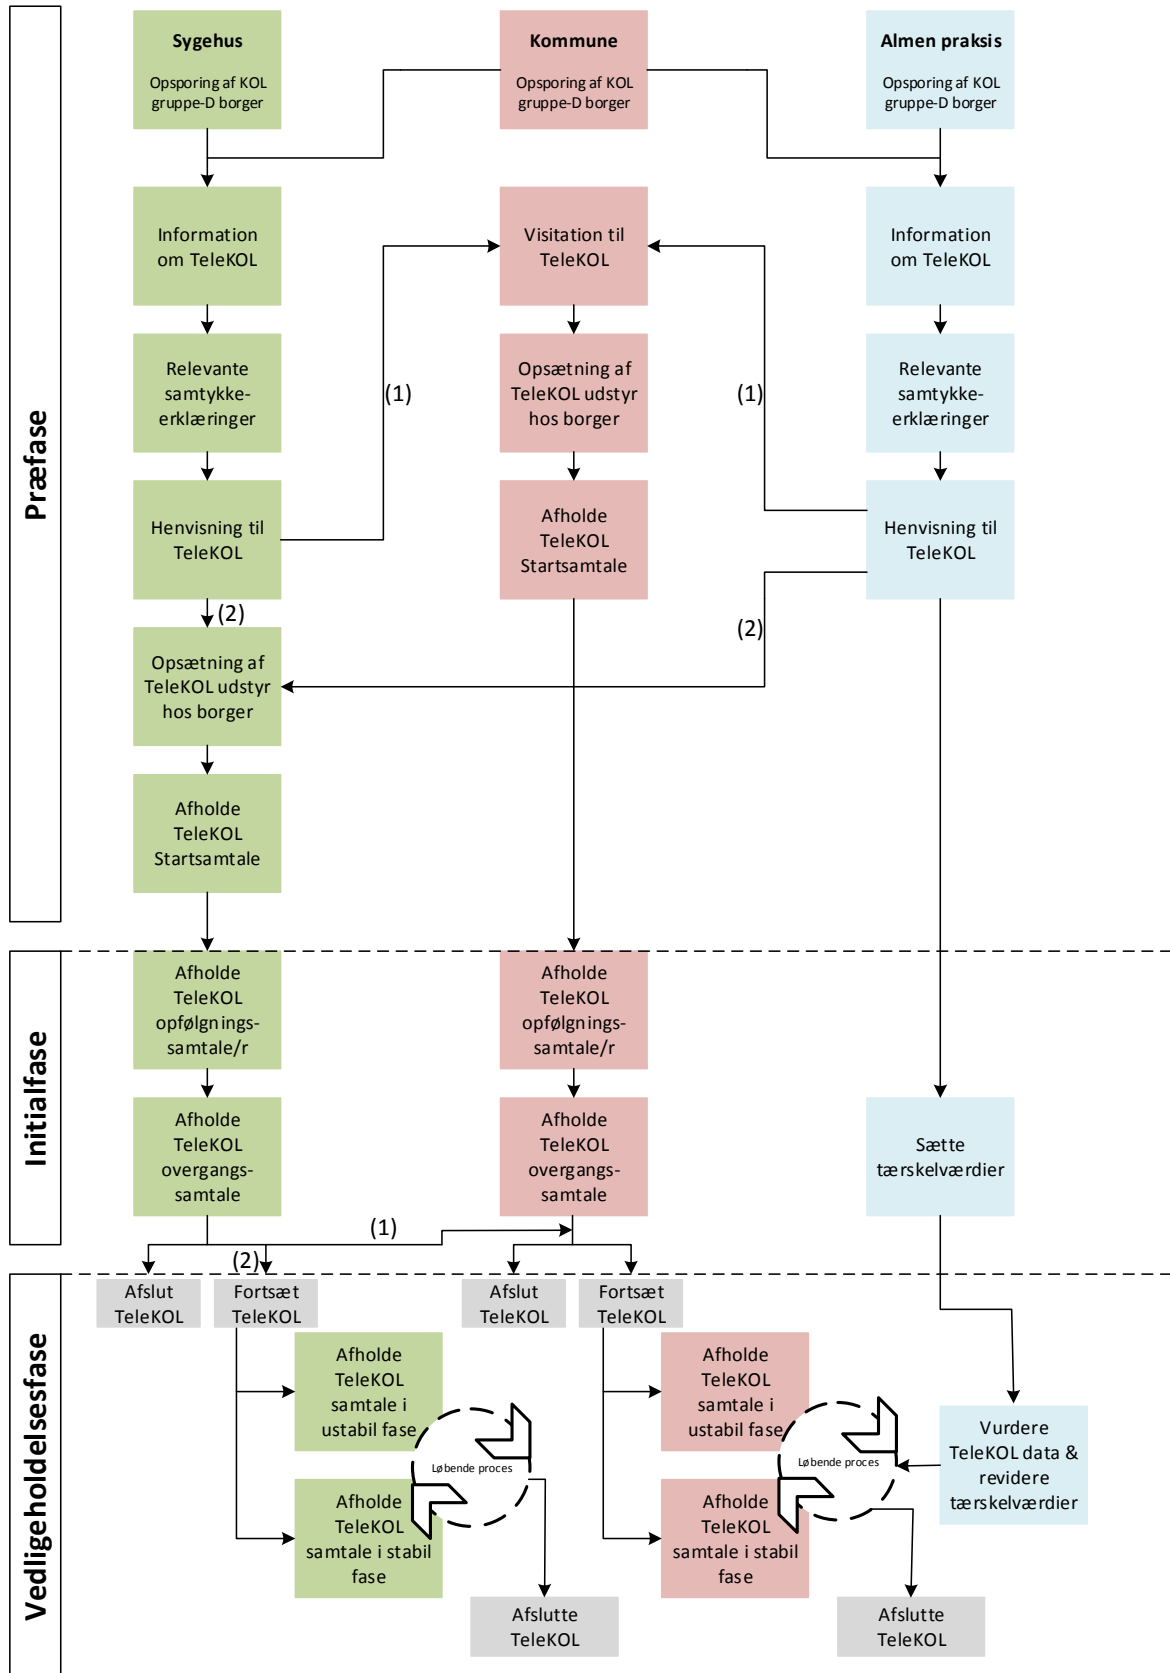 Præfase
Sygehus
Opsporing af KOL
gruppe-D borger
Kommune
Opsporing af KOL
gruppe-D borger
Almen praksis
Opsporing af KOL
gruppe-D borger
Information
om TeleKOL
Visitation til
TeleKOL
Information
om TeleKOL
Relevante
samtykke-
erklæringer
(1)
Opsætning af
TeleKOL udstyr
hos borger
(1)
Relevante
samtykke-
erklæringer
Henvisning til
TeleKOL
Afholde
TeleKOL
Startsamtale
Henvisning til
TeleKOL
(2)
(2)
Opsætning af
TeleKOL udstyr
hos borger
Afholde
TeleKOL
Startsamtale
Initialfase
Afholde
TeleKOL
opfølgnings-
samtale/r
Afholde
TeleKOL
opfølgnings-
samtale/r
Afholde
TeleKOL
overgangs-
samtale
Afholde
TeleKOL
overgangs-
samtale
Sætte
tærskelværdier
(1)
(2)
Vedligeholdelsesfase
Afslut
TeleKOL
Fortsæt
TeleKOL
Afslut
TeleKOL
Fortsæt
TeleKOL
Afholde
TeleKOL
samtale i
ustabil fase
Løbende proces
Afholde
TeleKOL
samtale i stabil
fase
Afholde
TeleKOL
samtale i
ustabil fase
Løbende proces
Afholde
TeleKOL
samtale i stabil
fase
Vurdere
TeleKOL data &
revidere
tærskelværdier
Afslutte
TeleKOL
Afslutte
TeleKOL